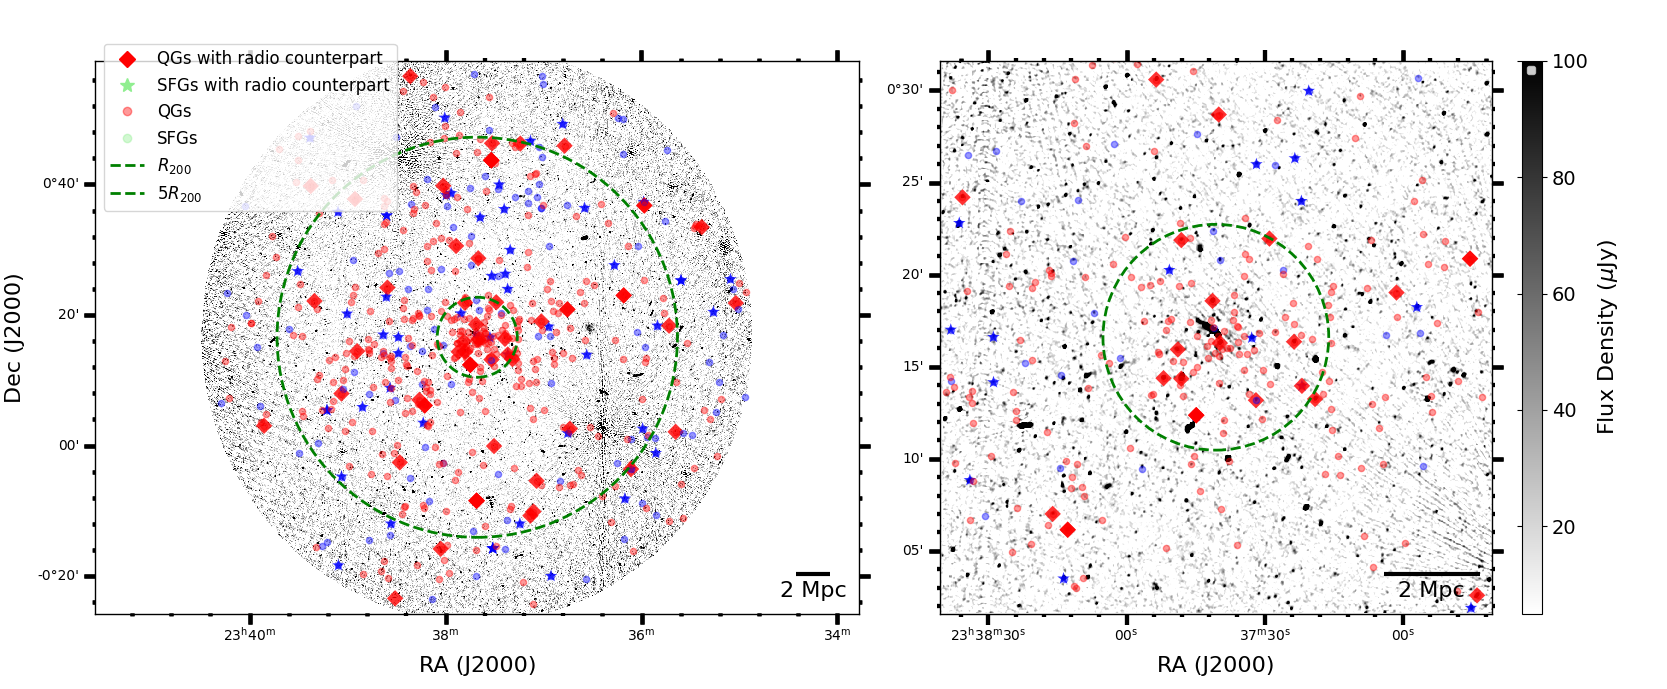 QGs with radio counterpart
SFGs with radio counterpart
QGs
SFGs
R200
5R200
0°40'
20'
00'
-0°20'
Dec (J2000)
23h40m
38m
36m
34m
RA (J2000)
2 Mpc
0°30'
25'
20'
15'
10'
05'
23h38m30s
00s
37m30s
00s
RA (J2000)
2 Mpc
100
80
60
40
20
Flux Density (μJy)